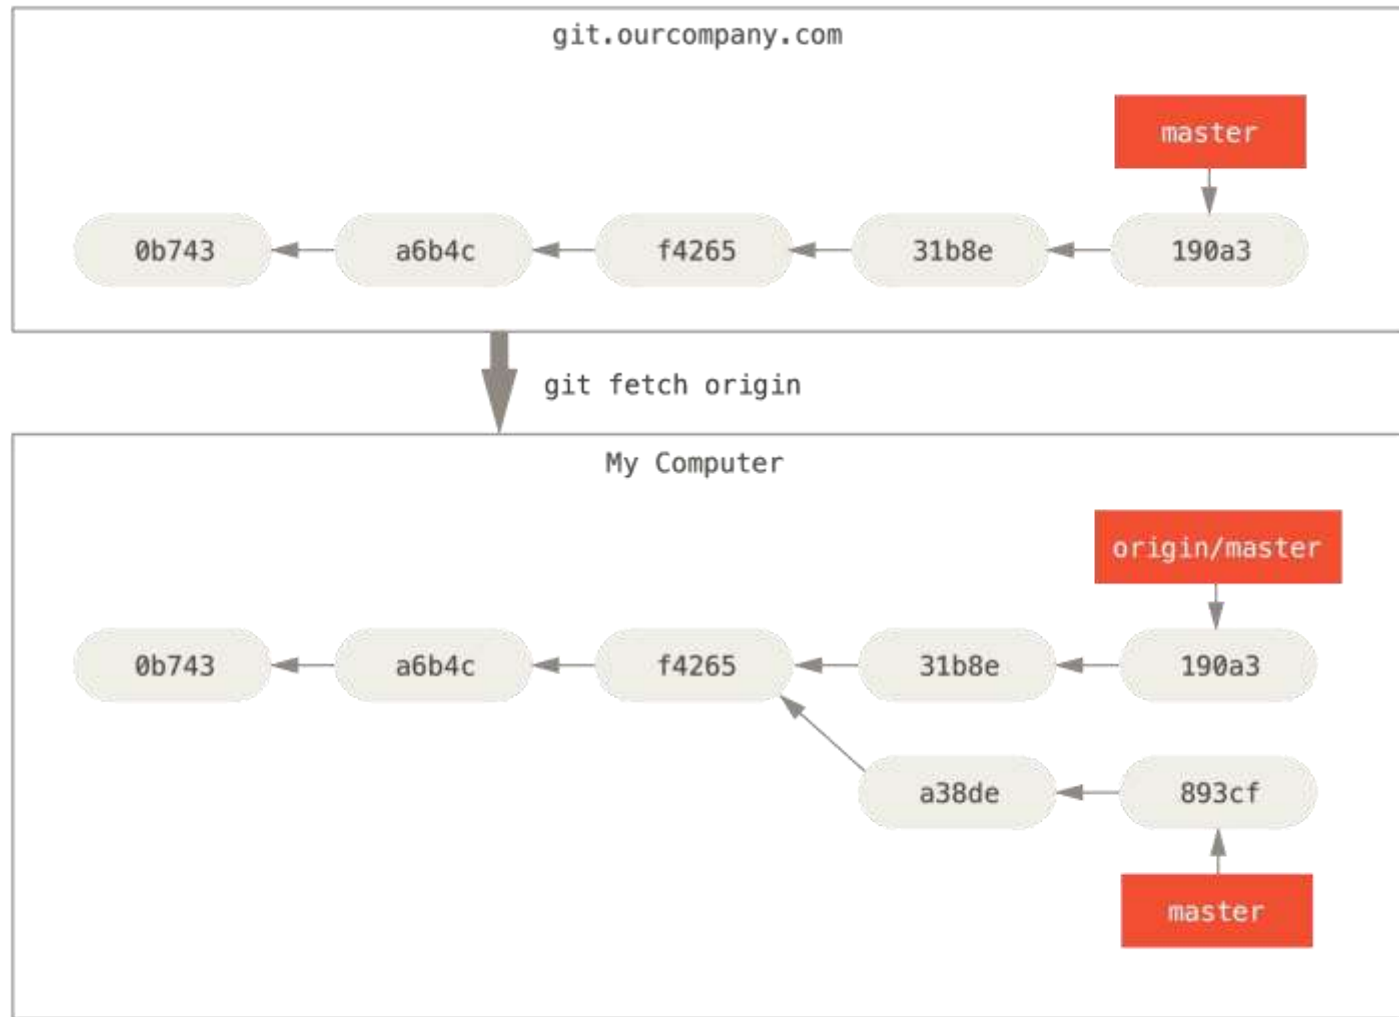 git.ourcompany.com
master
0b743 a6b4c f4265 31b8e 190a3
git fetch origin
My Computer
origin/master
0b743 a6b4c f4265 31b8e 190a3
a38de 893cf
master